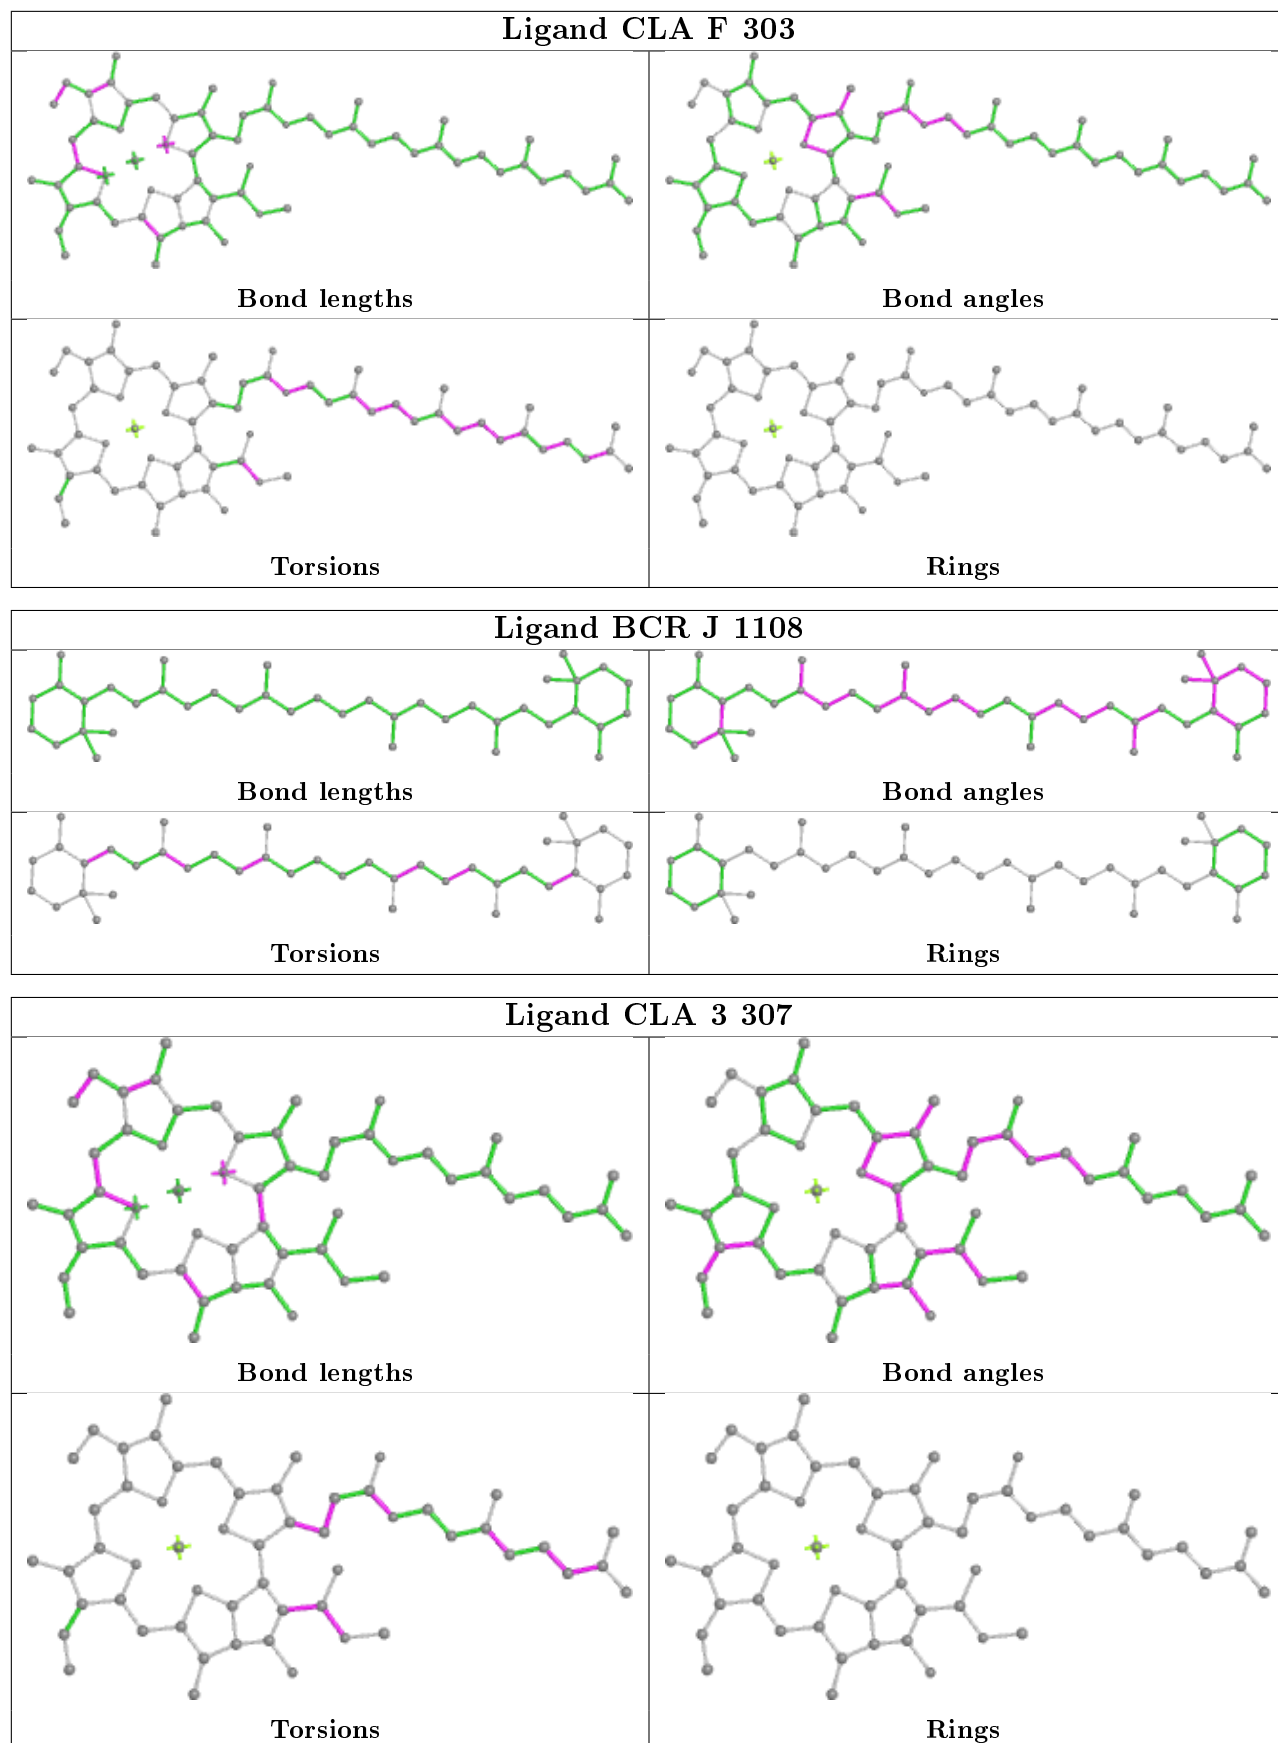 Ligand CLA F 303
Bond lengths
Bond angles
Torsions
Rings
Ligand BCR J 1108
Bond lengths
Bond angles
Torsions
Rings
Ligand CLA 3 307
Bond lengths
Bond angles
Torsions
Rings